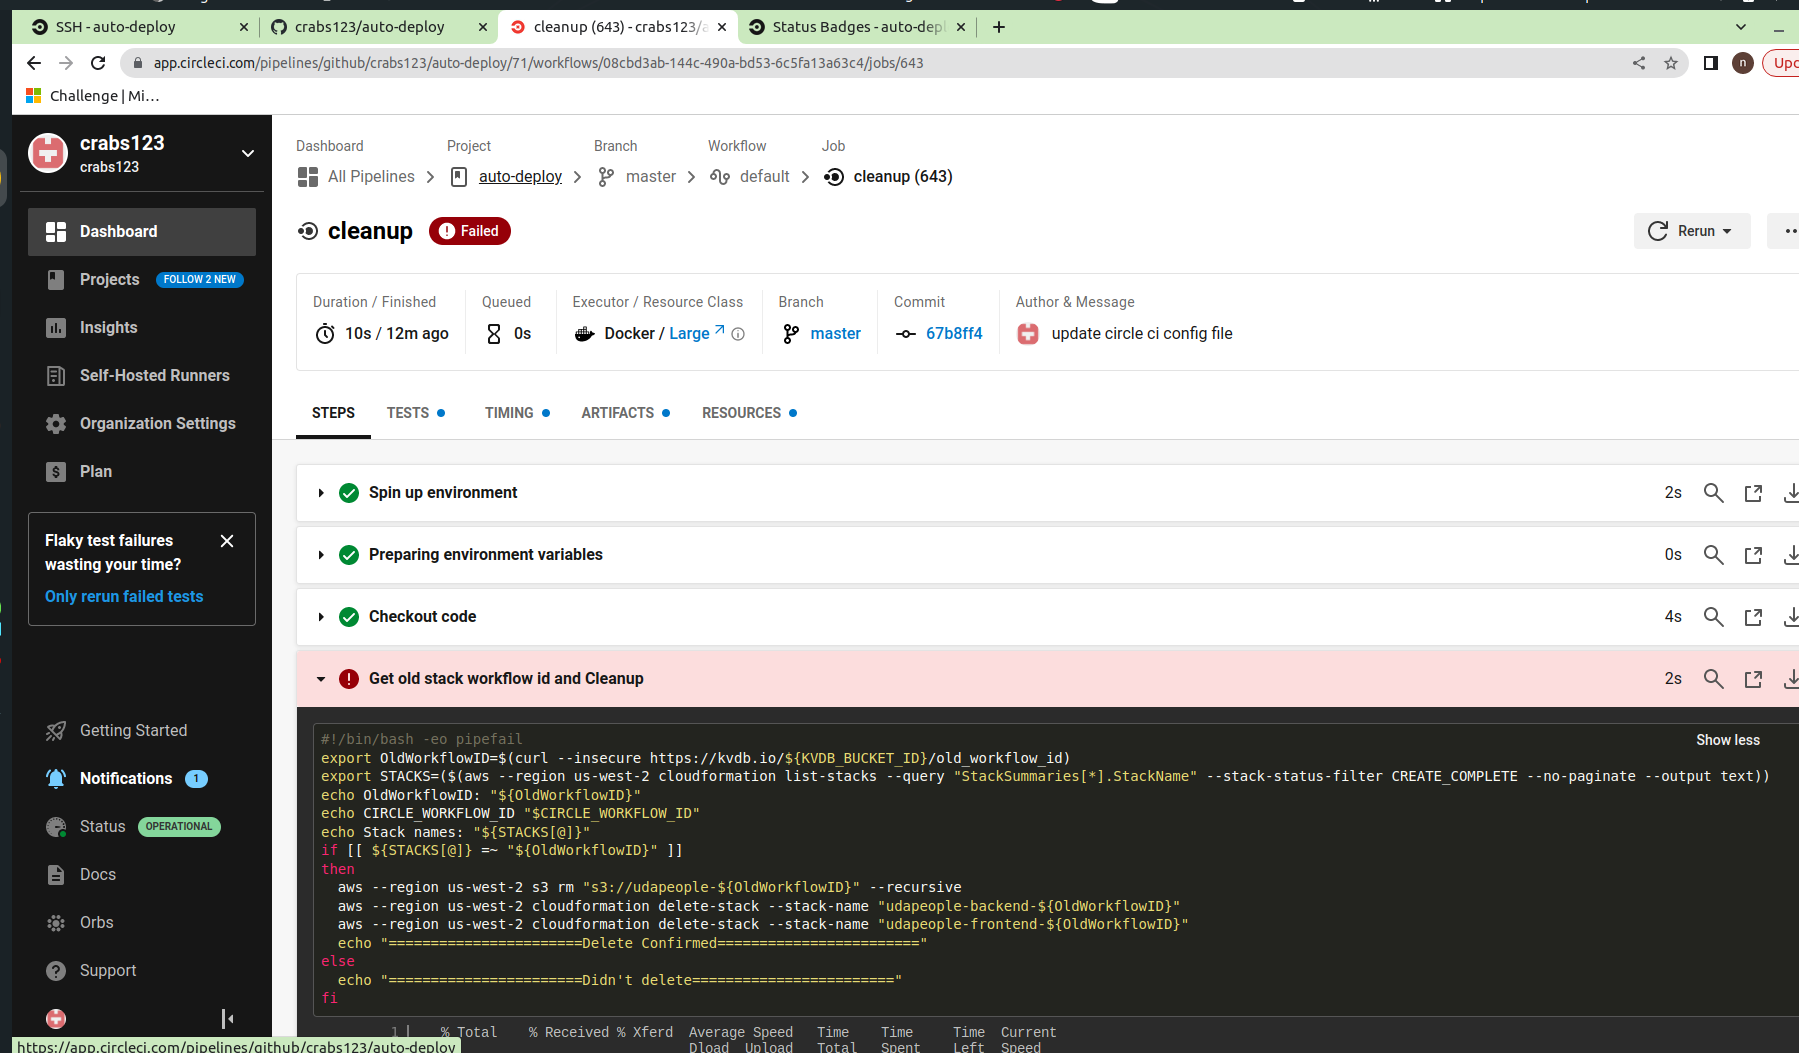 SSH - auto-deploy
crabs123/auto-deploy
cleanup (643) - crabs123/a
Status Badges - auto-depl
app.circleci.com/pipelines/github/crabs123/auto-deploy/71/workflows/08cbd3ab-144c-490a-bd53-6c5fa13a63c4/jobs/643
n
Upd
Challenge | Mi...
crabs123
crabs123
Dashboard
Projects
FOLLOW 2 NEW
Insights
Self-Hosted Runners
Organization Settings
Plan
Flaky test failures
wasting your time?
Only rerun failed tests
Getting Started
Notifications 1
Status OPERATIONAL
Docs
Orbs
Support
Dashboard Project Branch Workflow Job
All Pipelines auto-deploy master default cleanup (643)
cleanup Failed
Rerun
Duration / Finished Queued Executor / Resource Class Branch Commit Author & Message
10s / 12m ago 0s Docker / Large master 67b8ff4 update circle ci config file
STEPS TESTS TIMING ARTIFACTS RESOURCES
Spin up environment 2s
Preparing environment variables 0s
Checkout code 4s
Get old stack workflow id and Cleanup 2s
Show less
#!/bin/bash -eo pipefail
export OldWorkflowID=$(curl --insecure https://kvdb.io/${KVDB_BUCKET_ID}/old_workflow_id)
export STACKS=($(aws --region us-west-2 cloudformation list-stacks --query "StackSummaries[*].StackName" --stack-status-filter CREATE_COMPLETE --no-paginate --output text))
echo OldWorkflowID: "${OldWorkflowID}"
echo CIRCLE_WORKFLOW_ID "$CIRCLE_WORKFLOW_ID"
echo Stack names: "${STACKS[@]}"
if [[ ${STACKS[@]} =~ "${OldWorkflowID}" ]]
then
  aws --region us-west-2 s3 rm "s3://udapeople-${OldWorkflowID}" --recursive
  aws --region us-west-2 cloudformation delete-stack --stack-name "udapeople-backend-${OldWorkflowID}"
  aws --region us-west-2 cloudformation delete-stack --stack-name "udapeople-frontend-${OldWorkflowID}"
  echo "=======================Delete Confirmed========================"
else
  echo "=======================Didn't delete========================"
fi
1 % Total % Received % Xferd Average Speed Time Time Time Current
Dload Upload Total Spent Left Speed
https://app.circleci.com/pipelines/github/crabs123/auto-deploy